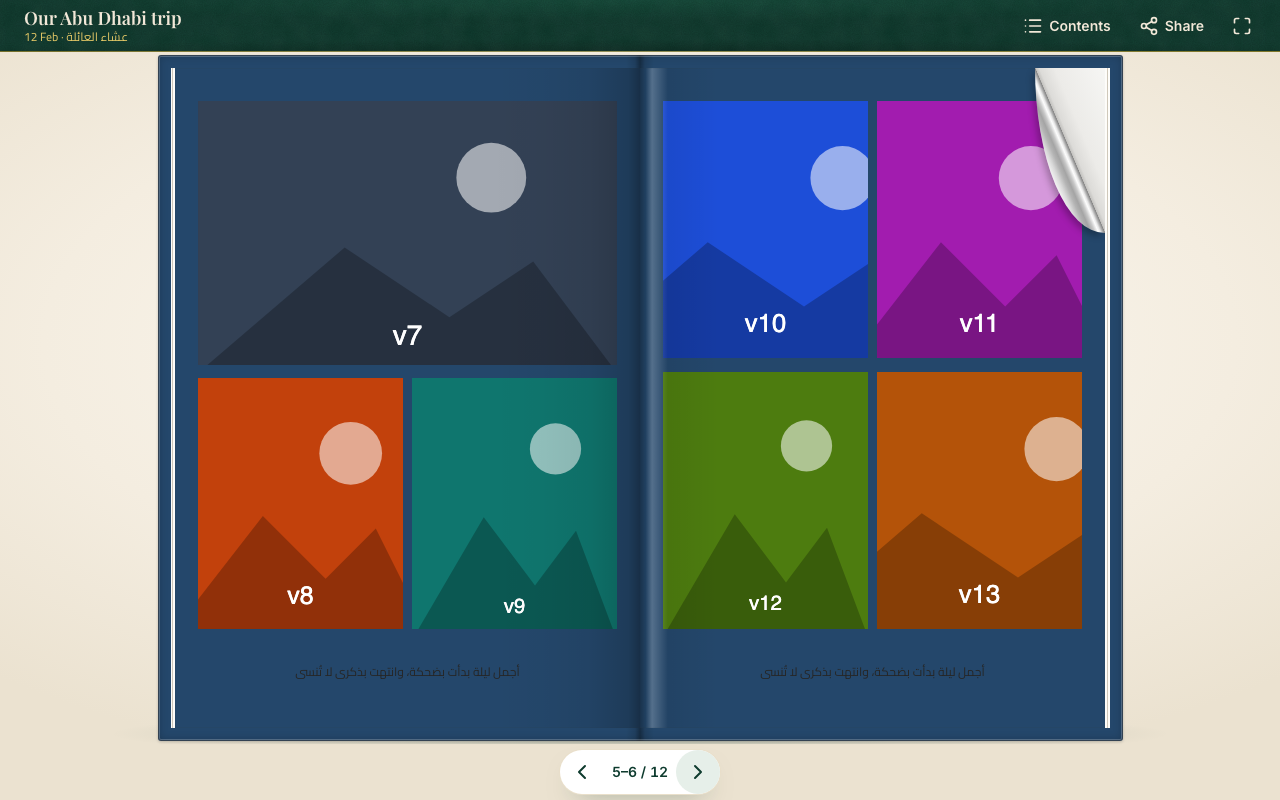 Our Abu Dhabi trip
12 Feb · عشاء العائلة
Contents
Share
v7
v10
v11
v8
v9
v12
v13
أجمل ليلة بدأت بضحكة، وانتهت بذكرى لا تُنسى
أجمل ليلة بدأت بضحكة، وانتهت بذكرى لا تُنسى
5–6 / 12